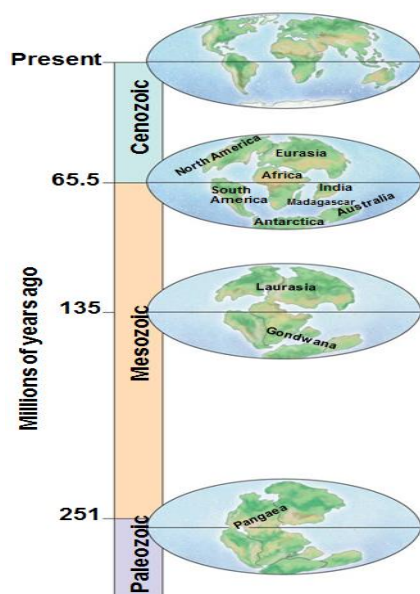 Present
Cenozoic
North America
Eurasia
Africa
65.5
South
America
India
Madagascar
Australia
Antarctica
Millions of years ago
Mesozoic
Laurasia
135
Gondwana
251
Pangaea
Paleozoic